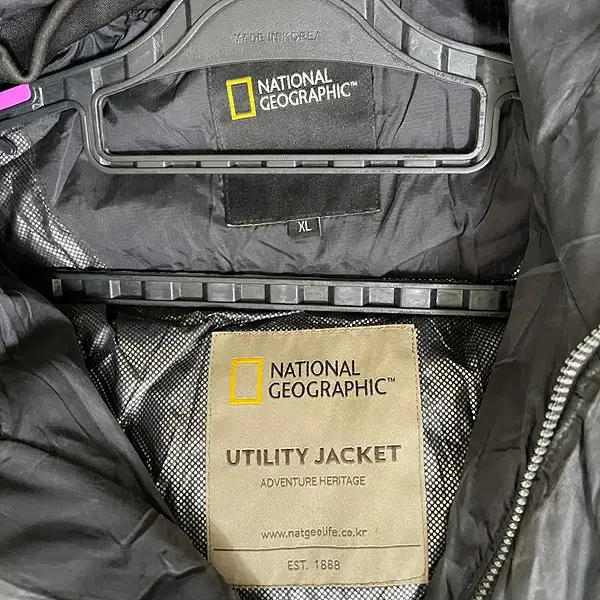 MADE IN KOREA
NATIONAL
GEOGRAPHIC™
XL
NATIONAL
GEOGRAPHIC™
UTILITY JACKET
ADVENTURE HERITAGE
www.natgeolife.co.kr
EST. 1888